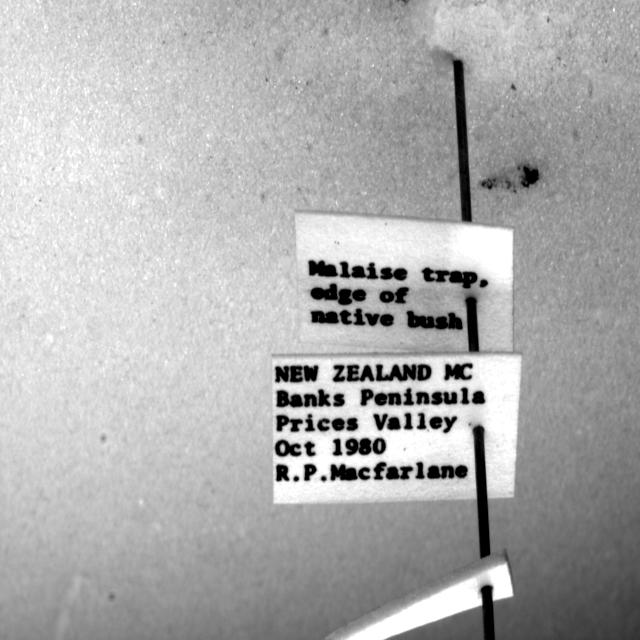 Malaise trap,
edge of
native bush
NEW ZEALAND MC
Banks Peninsula
Prices Valley
Oct 1980
R.P.Macfarlane